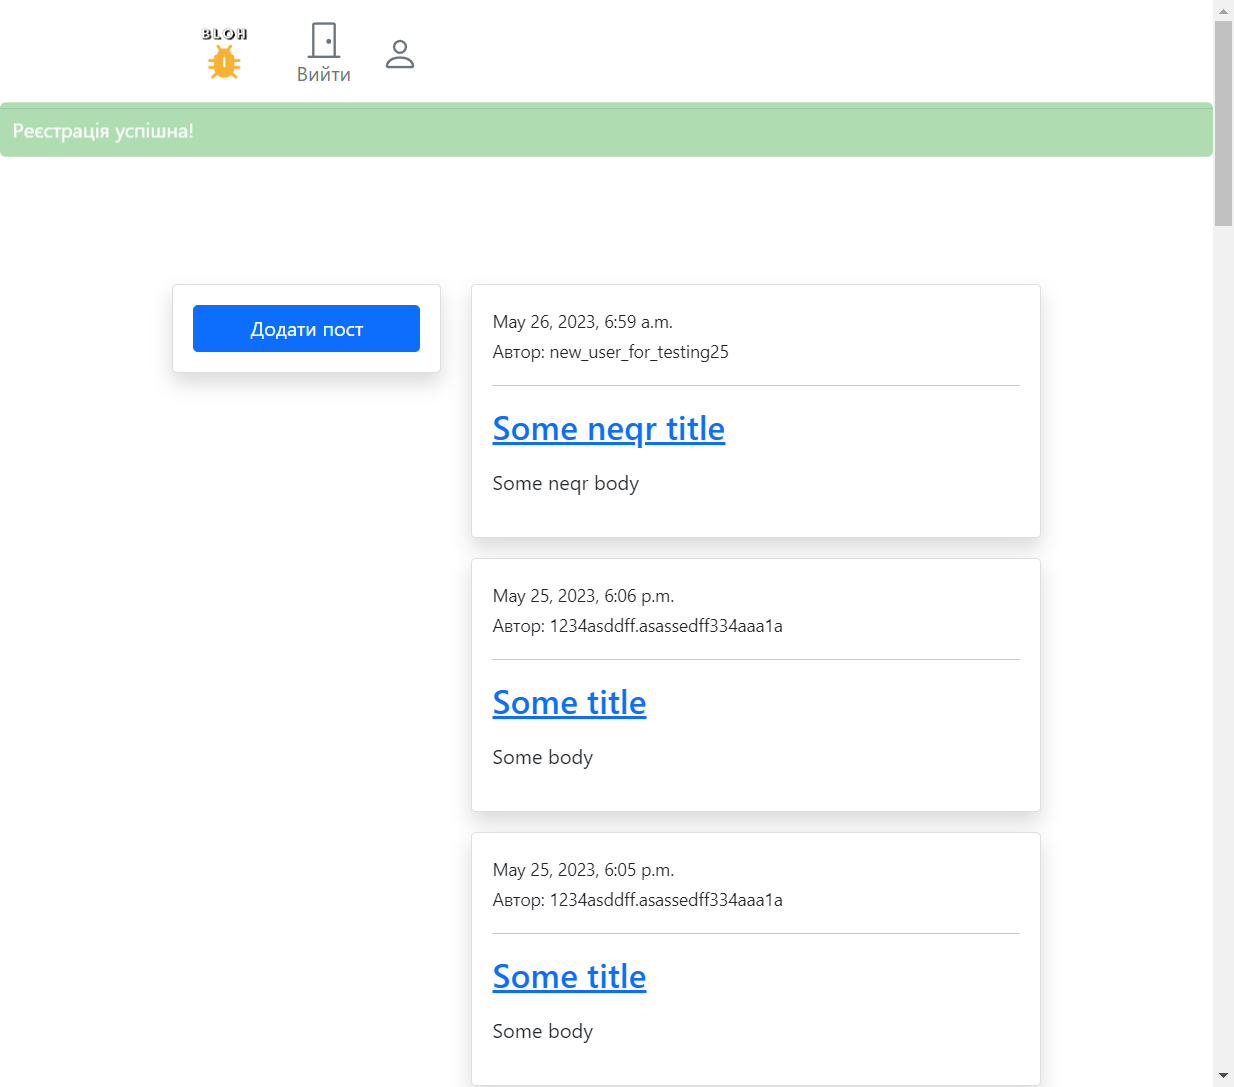 BLOH
Вийти
Реєстрація успішна!
Додати пост
May 26, 2023, 6:59 a.m.
Автор: new_user_for_testing25
Some neqr title
Some neqr body
May 25, 2023, 6:06 p.m.
Автор: 1234asddff.asassedff334aaa1a
Some title
Some body
May 25, 2023, 6:05 p.m.
Автор: 1234asddff.asassedff334aaa1a
Some title
Some body